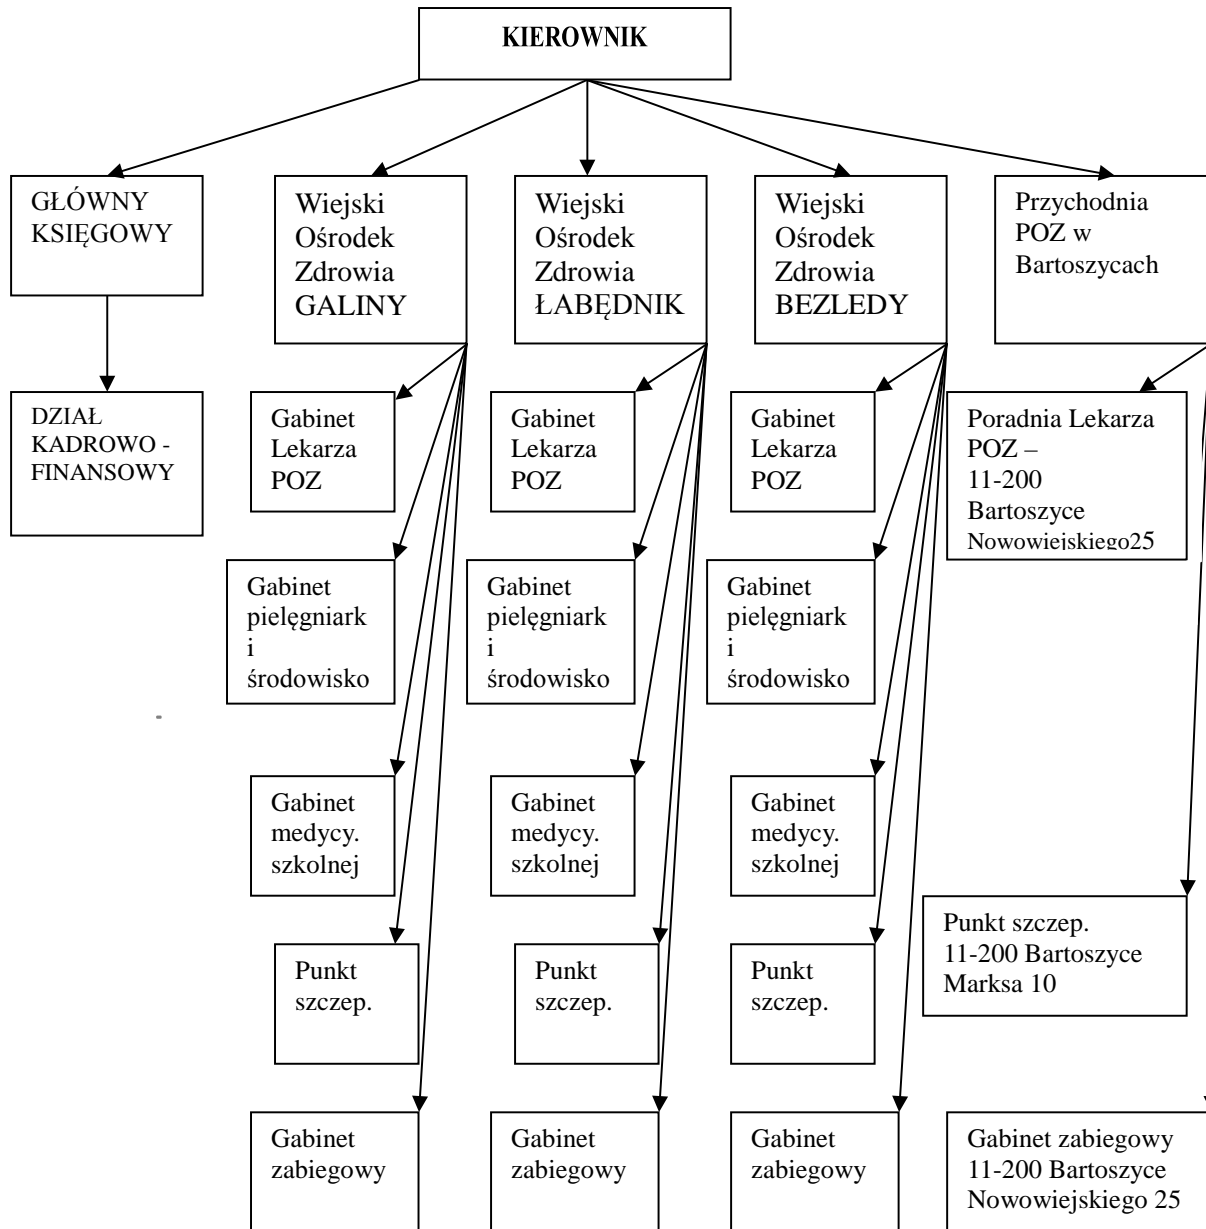 KIEROWNIK
GŁÓWNY
KSIĘGOWY
Wiejski
Ośrodek
Zdrowia
GALINY
Wiejski
Ośrodek
Zdrowia
ŁABĘDNIK
Wiejski
Ośrodek
Zdrowia
BEZLEDY
Przychodnia
POZ w
Bartoszycach
DZIAŁ
KADROWO -
FINANSOWY
Gabinet
Lekarza
POZ
Gabinet
Lekarza
POZ
Gabinet
Lekarza
POZ
Poradnia Lekarza
POZ –
11-200
Bartoszyce
Nowowiejskiego25
Gabinet
pielęgniark
i
środowisko
Gabinet
pielęgniark
i
środowisko
Gabinet
pielęgniark
i
środowisko
Gabinet
medycy.
szkolnej
Gabinet
medycy.
szkolnej
Gabinet
medycy.
szkolnej
Punkt szczep.
11-200 Bartoszyce
Marksa 10
Punkt
szczep.
Punkt
szczep.
Punkt
szczep.
Gabinet
zabiegowy
Gabinet
zabiegowy
Gabinet
zabiegowy
Gabinet zabiegowy
11-200 Bartoszyce
Nowowiejskiego 25